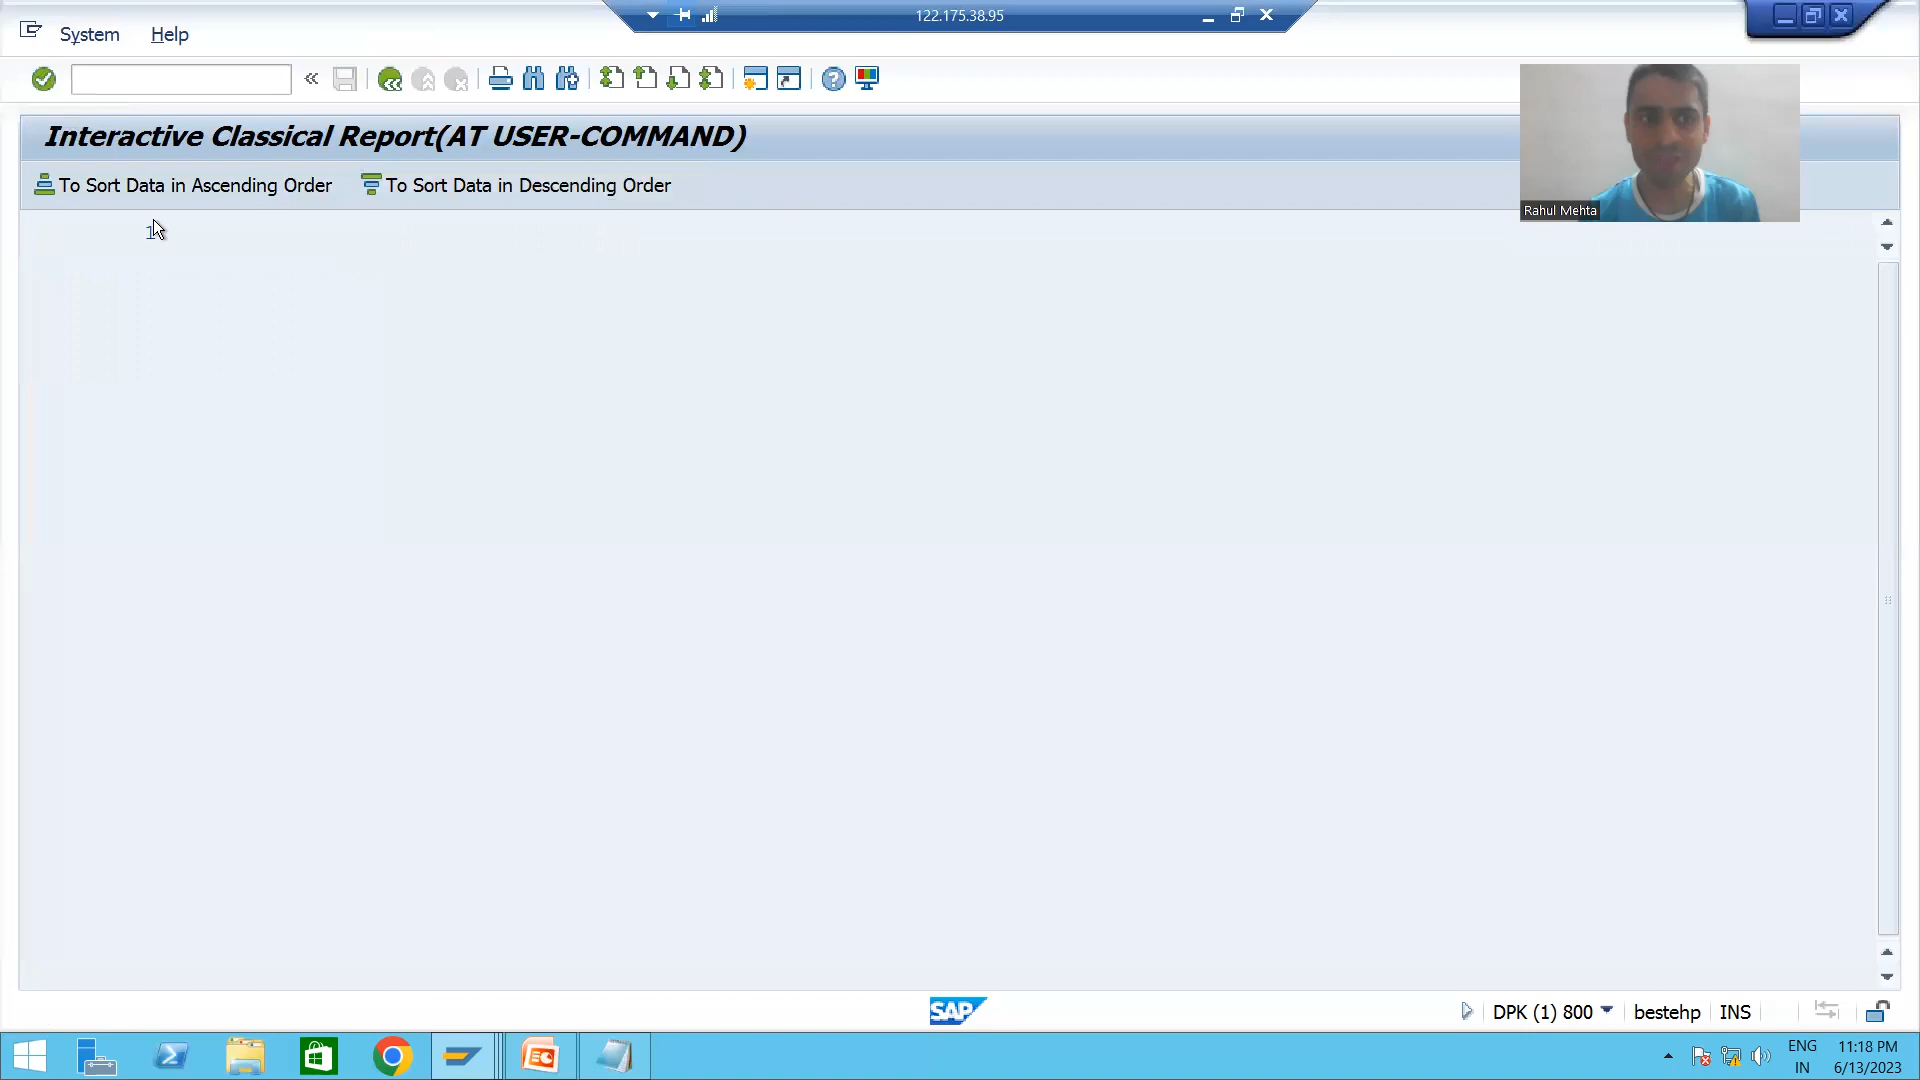 122.175.38.95
System Help
«
Interactive Classical Report(AT USER-COMMAND)
To Sort Data in Ascending Order To Sort Data in Descending Order
1
Rahul Mehta
SAP
DPK (1) 800 bestehp INS
ENG 11:18 PM
IN 6/13/2023